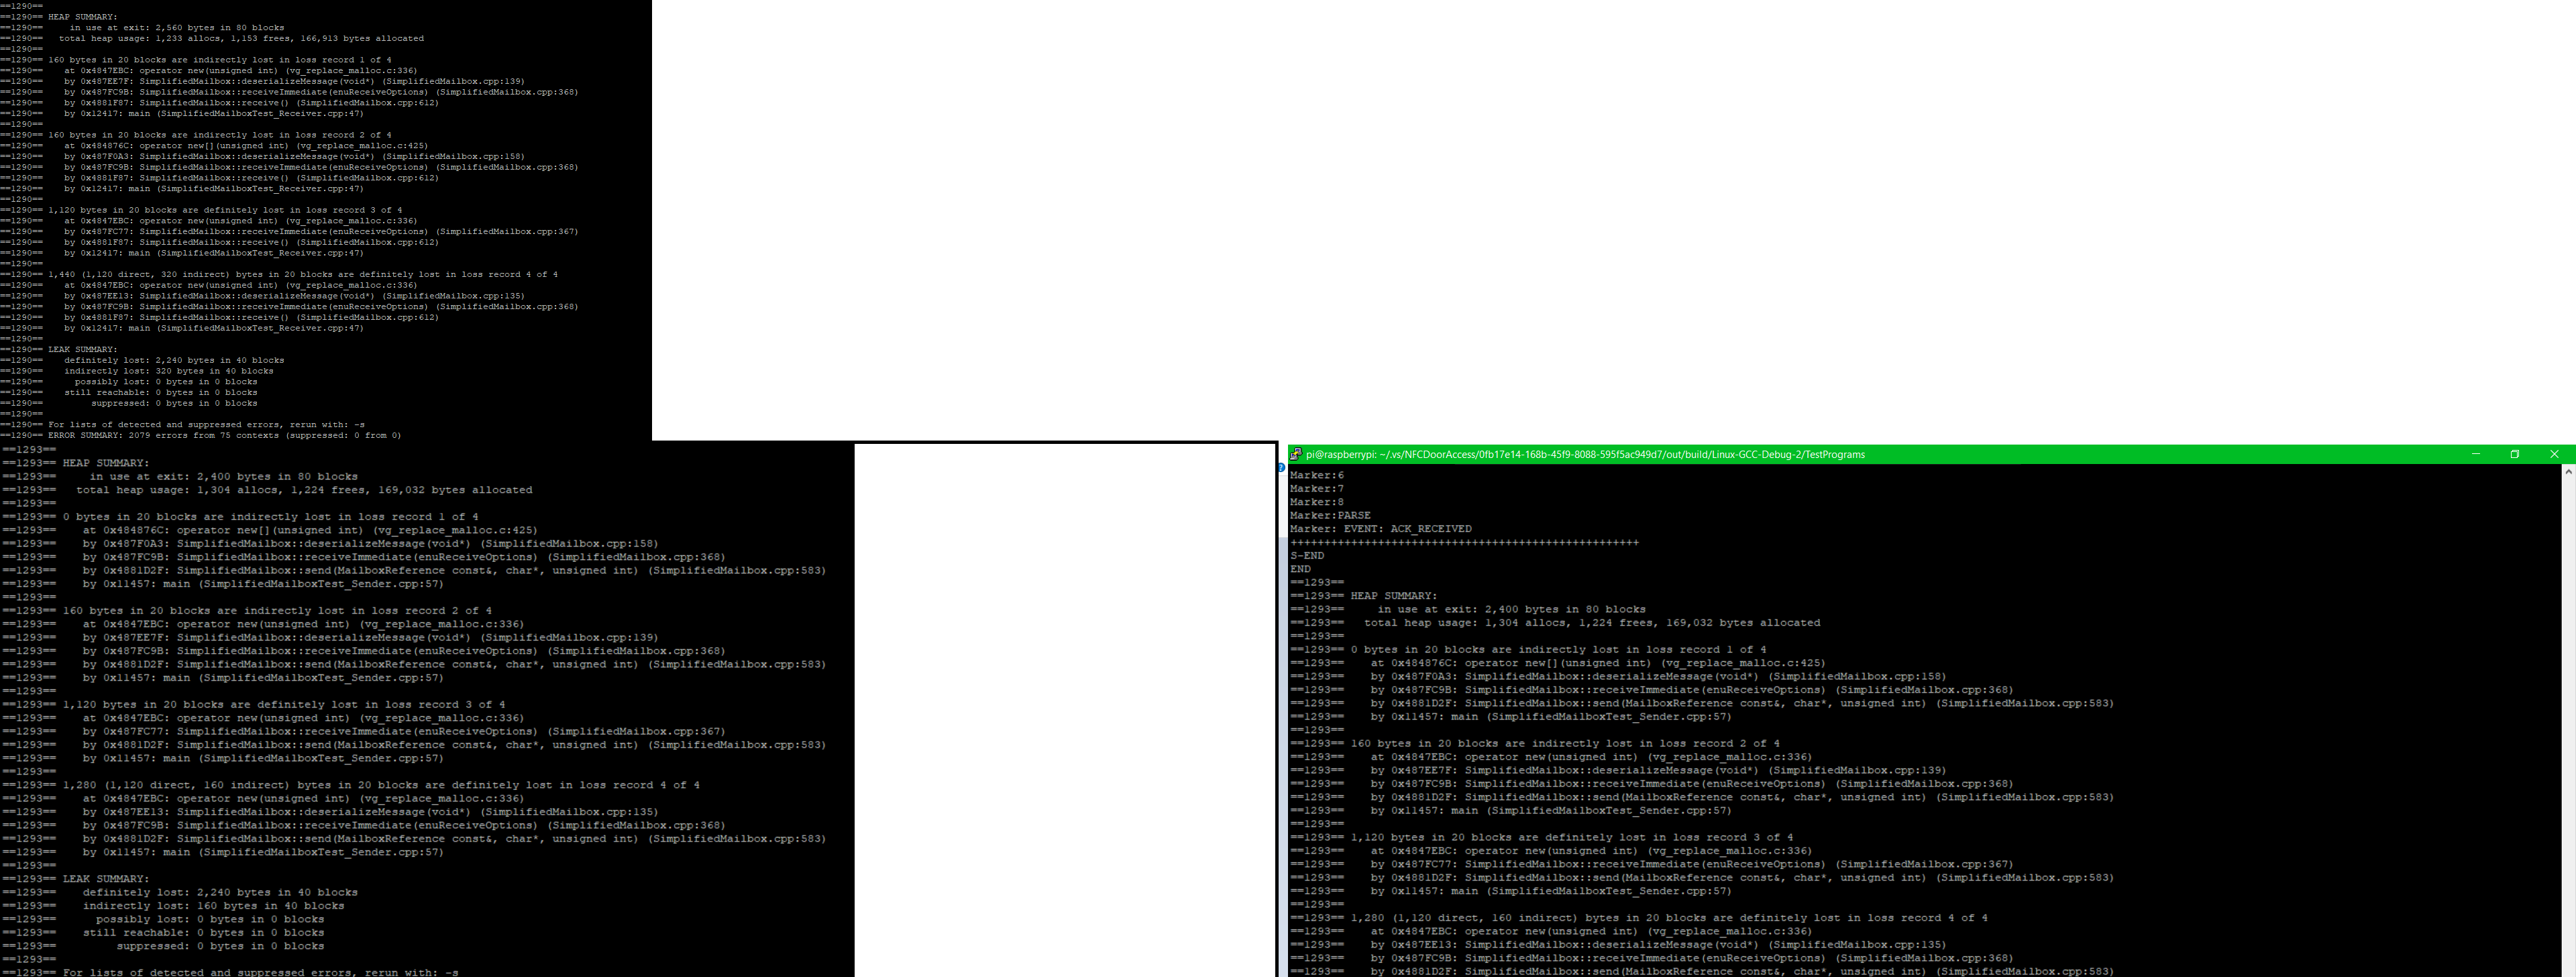 ==1290==
==1290== HEAP SUMMARY:
==1290==     in use at exit: 2,560 bytes in 80 blocks
==1290==   total heap usage: 1,233 allocs, 1,153 frees, 166,913 bytes allocated
==1290==
==1290== 160 bytes in 20 blocks are indirectly lost in loss record 1 of 4
==1290==    at 0x4847EBC: operator new(unsigned int) (vg_replace_malloc.c:336)
==1290==    by 0x487EE7F: SimplifiedMailbox::deserializeMessage(void*) (SimplifiedMailbox.cpp:139)
==1290==    by 0x487FC9B: SimplifiedMailbox::receiveImmediate(enuReceiveOptions) (SimplifiedMailbox.cpp:368)
==1290==    by 0x4881F87: SimplifiedMailbox::receive() (SimplifiedMailbox.cpp:612)
==1290==    by 0x12417: main (SimplifiedMailboxTest_Receiver.cpp:47)
==1290==
==1290== 160 bytes in 20 blocks are indirectly lost in loss record 2 of 4
==1290==    at 0x484876C: operator new[](unsigned int) (vg_replace_malloc.c:425)
==1290==    by 0x487F0A3: SimplifiedMailbox::deserializeMessage(void*) (SimplifiedMailbox.cpp:158)
==1290==    by 0x487FC9B: SimplifiedMailbox::receiveImmediate(enuReceiveOptions) (SimplifiedMailbox.cpp:368)
==1290==    by 0x4881F87: SimplifiedMailbox::receive() (SimplifiedMailbox.cpp:612)
==1290==    by 0x12417: main (SimplifiedMailboxTest_Receiver.cpp:47)
==1290==
==1290== 1,120 bytes in 20 blocks are definitely lost in loss record 3 of 4
==1290==    at 0x4847EBC: operator new(unsigned int) (vg_replace_malloc.c:336)
==1290==    by 0x487FC77: SimplifiedMailbox::receiveImmediate(enuReceiveOptions) (SimplifiedMailbox.cpp:367)
==1290==    by 0x4881F87: SimplifiedMailbox::receive() (SimplifiedMailbox.cpp:612)
==1290==    by 0x12417: main (SimplifiedMailboxTest_Receiver.cpp:47)
==1290==
==1290== 1,440 (1,120 direct, 320 indirect) bytes in 20 blocks are definitely lost in loss record 4 of 4
==1290==    at 0x4847EBC: operator new(unsigned int) (vg_replace_malloc.c:336)
==1290==    by 0x487EE13: SimplifiedMailbox::deserializeMessage(void*) (SimplifiedMailbox.cpp:135)
==1290==    by 0x487FC9B: SimplifiedMailbox::receiveImmediate(enuReceiveOptions) (SimplifiedMailbox.cpp:368)
==1290==    by 0x4881F87: SimplifiedMailbox::receive() (SimplifiedMailbox.cpp:612)
==1290==    by 0x12417: main (SimplifiedMailboxTest_Receiver.cpp:47)
==1290==
==1290== LEAK SUMMARY:
==1290==    definitely lost: 2,240 bytes in 40 blocks
==1290==    indirectly lost: 320 bytes in 40 blocks
==1290==      possibly lost: 0 bytes in 0 blocks
==1290==    still reachable: 0 bytes in 0 blocks
==1290==         suppressed: 0 bytes in 0 blocks
==1290==
==1290== For lists of detected and suppressed errors, rerun with: -s
==1290== ERROR SUMMARY: 2079 errors from 75 contexts (suppressed: 0 from 0)
==1293==
==1293== HEAP SUMMARY:
==1293==     in use at exit: 2,400 bytes in 80 blocks
==1293==   total heap usage: 1,304 allocs, 1,224 frees, 169,032 bytes allocated
==1293==
==1293== 0 bytes in 20 blocks are indirectly lost in loss record 1 of 4
==1293==    at 0x484876C: operator new[](unsigned int) (vg_replace_malloc.c:425)
==1293==    by 0x487F0A3: SimplifiedMailbox::deserializeMessage(void*) (SimplifiedMailbox.cpp:158)
==1293==    by 0x487FC9B: SimplifiedMailbox::receiveImmediate(enuReceiveOptions) (SimplifiedMailbox.cpp:368)
==1293==    by 0x4881D2F: SimplifiedMailbox::send(MailboxReference const&, char*, unsigned int) (SimplifiedMailbox.cpp:583)
==1293==    by 0x11457: main (SimplifiedMailboxTest_Sender.cpp:57)
==1293==
==1293== 160 bytes in 20 blocks are indirectly lost in loss record 2 of 4
==1293==    at 0x4847EBC: operator new(unsigned int) (vg_replace_malloc.c:336)
==1293==    by 0x487EE7F: SimplifiedMailbox::deserializeMessage(void*) (SimplifiedMailbox.cpp:139)
==1293==    by 0x487FC9B: SimplifiedMailbox::receiveImmediate(enuReceiveOptions) (SimplifiedMailbox.cpp:368)
==1293==    by 0x4881D2F: SimplifiedMailbox::send(MailboxReference const&, char*, unsigned int) (SimplifiedMailbox.cpp:583)
==1293==    by 0x11457: main (SimplifiedMailboxTest_Sender.cpp:57)
==1293==
==1293== 1,120 bytes in 20 blocks are definitely lost in loss record 3 of 4
==1293==    at 0x4847EBC: operator new(unsigned int) (vg_replace_malloc.c:336)
==1293==    by 0x487FC77: SimplifiedMailbox::receiveImmediate(enuReceiveOptions) (SimplifiedMailbox.cpp:367)
==1293==    by 0x4881D2F: SimplifiedMailbox::send(MailboxReference const&, char*, unsigned int) (SimplifiedMailbox.cpp:583)
==1293==    by 0x11457: main (SimplifiedMailboxTest_Sender.cpp:57)
==1293==
==1293== 1,280 (1,120 direct, 160 indirect) bytes in 20 blocks are definitely lost in loss record 4 of 4
==1293==    at 0x4847EBC: operator new(unsigned int) (vg_replace_malloc.c:336)
==1293==    by 0x487EE13: SimplifiedMailbox::deserializeMessage(void*) (SimplifiedMailbox.cpp:135)
==1293==    by 0x487FC9B: SimplifiedMailbox::receiveImmediate(enuReceiveOptions) (SimplifiedMailbox.cpp:368)
==1293==    by 0x4881D2F: SimplifiedMailbox::send(MailboxReference const&, char*, unsigned int) (SimplifiedMailbox.cpp:583)
==1293==    by 0x11457: main (SimplifiedMailboxTest_Sender.cpp:57)
==1293==
==1293== LEAK SUMMARY:
==1293==    definitely lost: 2,240 bytes in 40 blocks
==1293==    indirectly lost: 160 bytes in 40 blocks
==1293==      possibly lost: 0 bytes in 0 blocks
==1293==    still reachable: 0 bytes in 0 blocks
==1293==         suppressed: 0 bytes in 0 blocks
==1293==
==1293== For lists of detected and suppressed errors, rerun with: -s
pi@raspberrypi: ~/.vs/NFCDoorAccess/0fb17e14-168b-45f9-8088-595f5ac949d7/out/build/Linux-GCC-Debug-2/TestPrograms
Marker:6
Marker:7
Marker:8
Marker:PARSE
Marker: EVENT: ACK_RECEIVED
++++++++++++++++++++++++++++++++++++++++++++++++++++
S-END
END
==1293==
==1293== HEAP SUMMARY:
==1293==     in use at exit: 2,400 bytes in 80 blocks
==1293==   total heap usage: 1,304 allocs, 1,224 frees, 169,032 bytes allocated
==1293==
==1293== 0 bytes in 20 blocks are indirectly lost in loss record 1 of 4
==1293==    at 0x484876C: operator new[](unsigned int) (vg_replace_malloc.c:425)
==1293==    by 0x487F0A3: SimplifiedMailbox::deserializeMessage(void*) (SimplifiedMailbox.cpp:158)
==1293==    by 0x487FC9B: SimplifiedMailbox::receiveImmediate(enuReceiveOptions) (SimplifiedMailbox.cpp:368)
==1293==    by 0x4881D2F: SimplifiedMailbox::send(MailboxReference const&, char*, unsigned int) (SimplifiedMailbox.cpp:583)
==1293==    by 0x11457: main (SimplifiedMailboxTest_Sender.cpp:57)
==1293==
==1293== 160 bytes in 20 blocks are indirectly lost in loss record 2 of 4
==1293==    at 0x4847EBC: operator new(unsigned int) (vg_replace_malloc.c:336)
==1293==    by 0x487EE7F: SimplifiedMailbox::deserializeMessage(void*) (SimplifiedMailbox.cpp:139)
==1293==    by 0x487FC9B: SimplifiedMailbox::receiveImmediate(enuReceiveOptions) (SimplifiedMailbox.cpp:368)
==1293==    by 0x4881D2F: SimplifiedMailbox::send(MailboxReference const&, char*, unsigned int) (SimplifiedMailbox.cpp:583)
==1293==    by 0x11457: main (SimplifiedMailboxTest_Sender.cpp:57)
==1293==
==1293== 1,120 bytes in 20 blocks are definitely lost in loss record 3 of 4
==1293==    at 0x4847EBC: operator new(unsigned int) (vg_replace_malloc.c:336)
==1293==    by 0x487FC77: SimplifiedMailbox::receiveImmediate(enuReceiveOptions) (SimplifiedMailbox.cpp:367)
==1293==    by 0x4881D2F: SimplifiedMailbox::send(MailboxReference const&, char*, unsigned int) (SimplifiedMailbox.cpp:583)
==1293==    by 0x11457: main (SimplifiedMailboxTest_Sender.cpp:57)
==1293==
==1293== 1,280 (1,120 direct, 160 indirect) bytes in 20 blocks are definitely lost in loss record 4 of 4
==1293==    at 0x4847EBC: operator new(unsigned int) (vg_replace_malloc.c:336)
==1293==    by 0x487EE13: SimplifiedMailbox::deserializeMessage(void*) (SimplifiedMailbox.cpp:135)
==1293==    by 0x487FC9B: SimplifiedMailbox::receiveImmediate(enuReceiveOptions) (SimplifiedMailbox.cpp:368)
==1293==    by 0x4881D2F: SimplifiedMailbox::send(MailboxReference const&, char*, unsigned int) (SimplifiedMailbox.cpp:583)